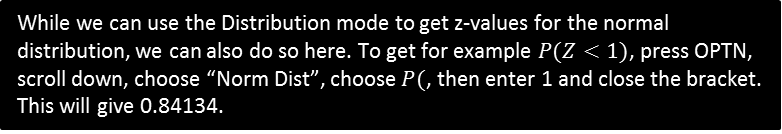 While we can use the Distribution mode to get z-values for the normal
distribution, we can also do so here. To get for example P(Z < 1), press OPTN,
scroll down, choose “Norm Dist”, choose P(, then enter 1 and close the bracket.
This will give 0.84134.